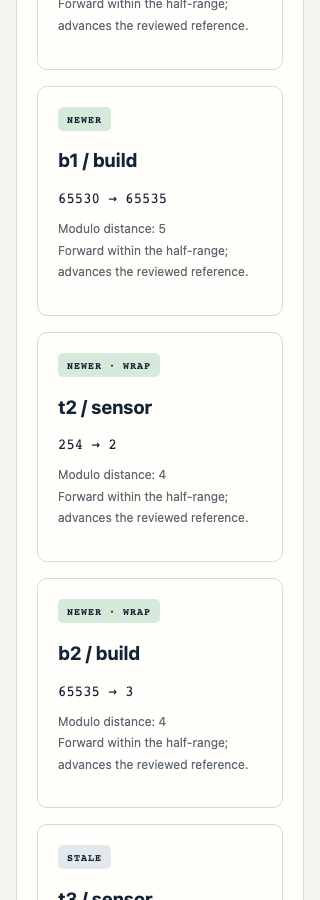 Forward within the half-range;
advances the reviewed reference.
NEWER
b1 / build
65530 → 65535
Modulo distance: 5
Forward within the half-range;
advances the reviewed reference.
NEWER · WRAP
t2 / sensor
254 → 2
Modulo distance: 4
Forward within the half-range;
advances the reviewed reference.
NEWER · WRAP
b2 / build
65535 → 3
Modulo distance: 4
Forward within the half-range;
advances the reviewed reference.
STALE
t3 / sensor